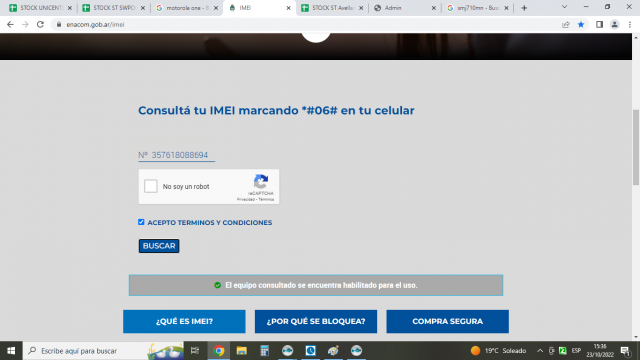 STOCK UNICENT
STOCK ST SWPO
motorola one - 
IMEI
STOCK ST Avella
Admin
smj710mn - Bus
enacom.gob.ar/imei
Consultá tu IMEI marcando *#06# en tu celular
Nº 357618088694
No soy un robot
reCAPTCHA
Privacidad - Términos
ACEPTO TERMINOS Y CONDICIONES
BUSCAR
El equipo consultado se encuentra habilitado para el uso.
¿QUÉ ES IMEI?
¿POR QUÉ SE BLOQUEA?
COMPRA SEGURA
Escribe aquí para buscar
19°C Soleado
ESP
15:36
23/10/2022